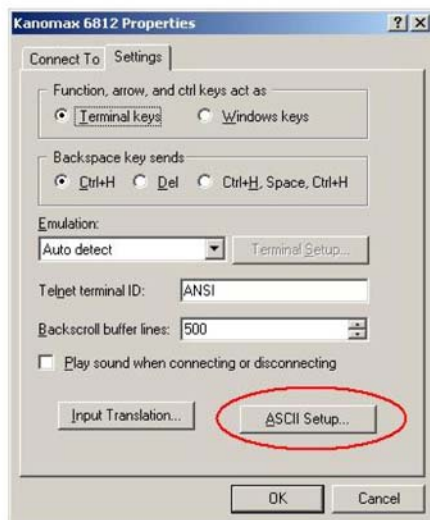 Kanomax 6812 Properties
Connect To Settings
Function, arrow, and ctrl keys act as
Terminal keys Windows keys
Backspace key sends
Ctrl+H Del Ctrl+H, Space, Ctrl+H
Emulation:
Auto detect Terminal Setup...
Telnet terminal ID: ANSI
Backscroll buffer lines: 500
Play sound when connecting or disconnecting
Input Translation... ASCII Setup...
OK Cancel